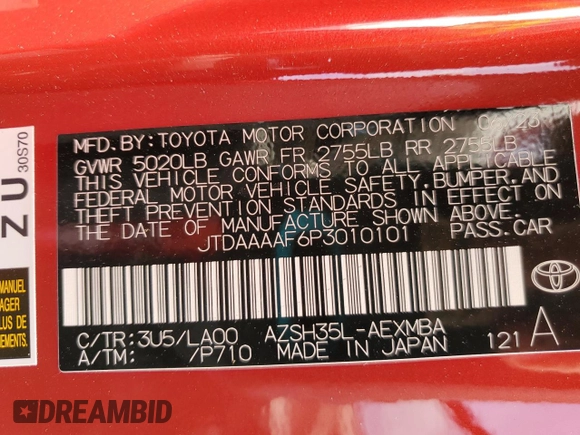 MFD. BY: TOYOTA MOTOR CORPORATION
GVWR 5020LB GAWR FR 2755LB RR 2755LB
THIS VEHICLE CONFORMS TO ALL APPLICABLE
FEDERAL MOTOR VEHICLE SAFETY, BUMPER, AND
THEFT PREVENTION STANDARDS IN EFFECT ON
THE DATE OF MANUFACTURE SHOWN ABOVE.
JTDAAAAF6P3010101 PASS. CAR
C/TR: 3U5/LA00 AZSH35L-AEXMBA
A/TM: /P710 MADE IN JAPAN 121 A
TOYOTA
ZU
30S70
MANUEL
AGER
S DE
DREAMBID